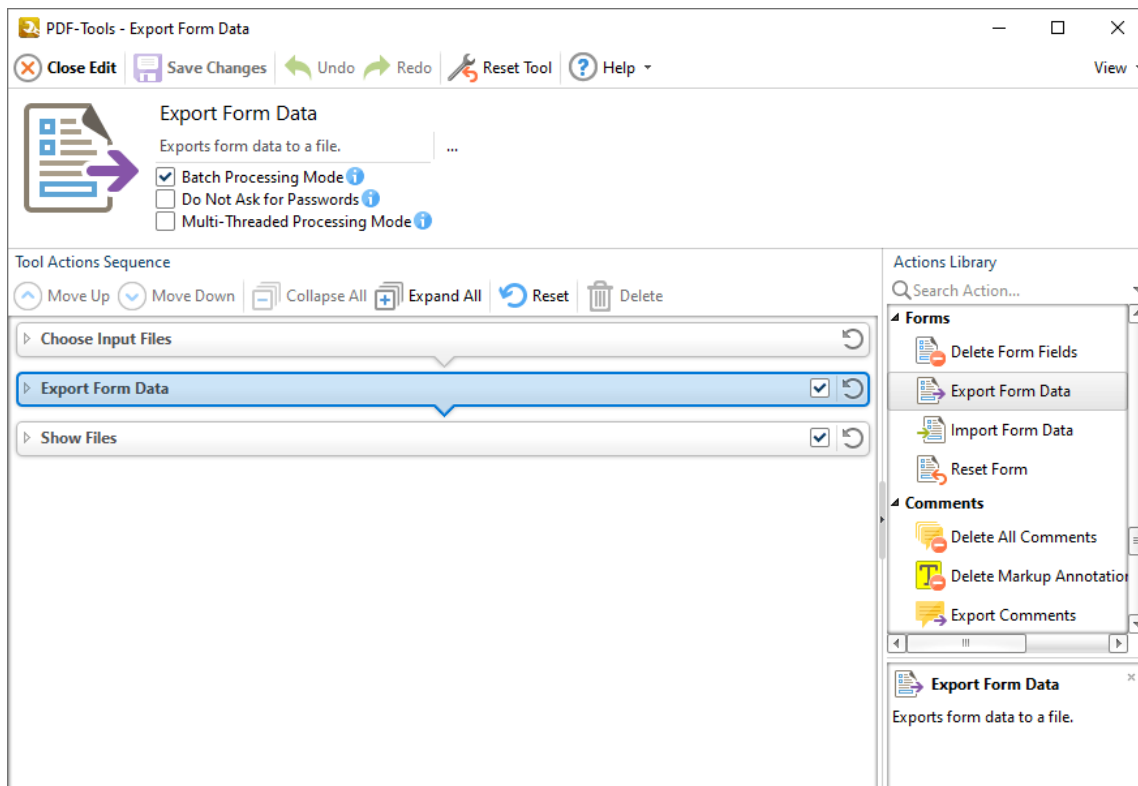 PDF-Tools - Export Form Data
Close Edit Save Changes Undo Redo Reset Tool ? Help View
Export Form Data
Exports form data to a file. ...
Batch Processing Mode i
Do Not Ask for Passwords i
Multi-Threaded Processing Mode i
Tool Actions Sequence
Move Up Move Down Collapse All Expand All Reset Delete
Choose Input Files
Export Form Data
Show Files
Actions Library
Search Action...
Forms
Delete Form Fields
Export Form Data
Import Form Data
Reset Form
Comments
Delete All Comments
T Delete Markup Annotation
Export Comments
Export Form Data
Exports form data to a file.